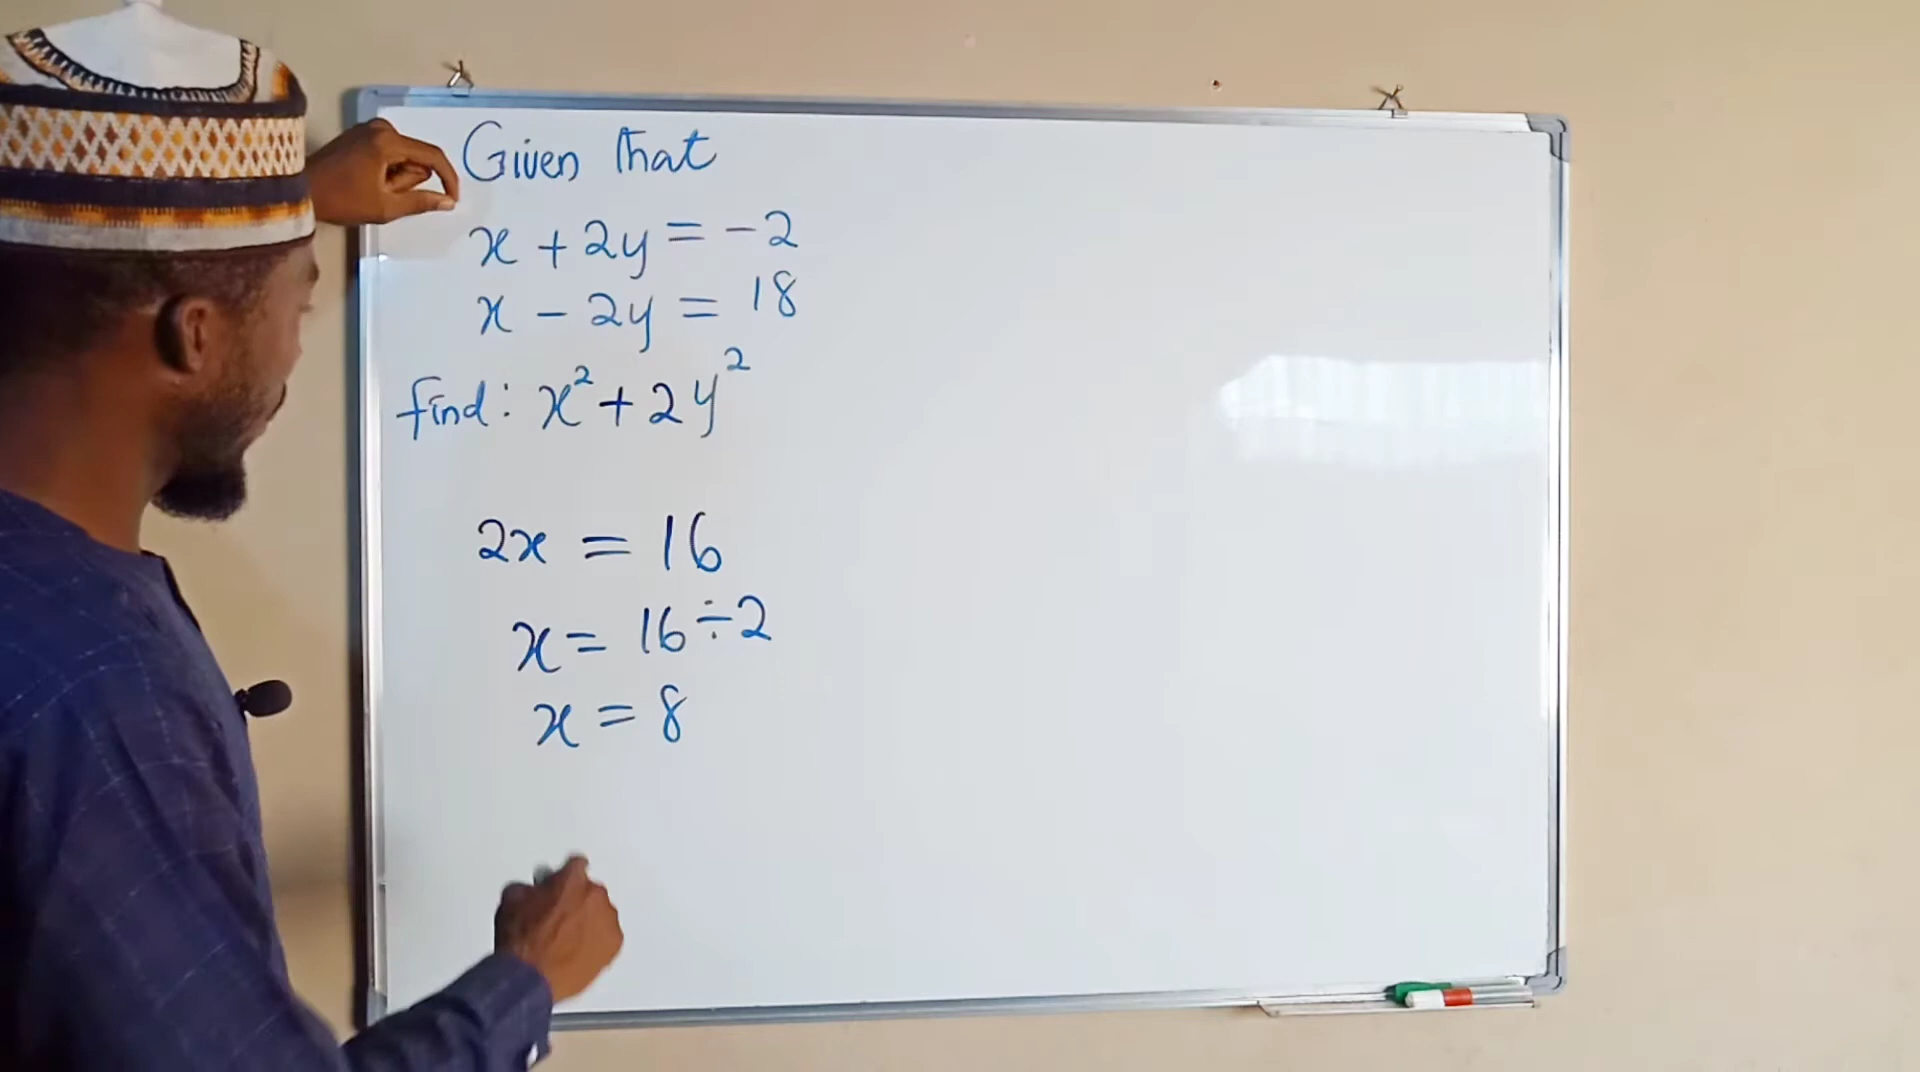 Given that
x + 2y = -2
x - 2y = 18
find: x² + 2y²
2x = 16
x = 16 ÷ 2
x = 8